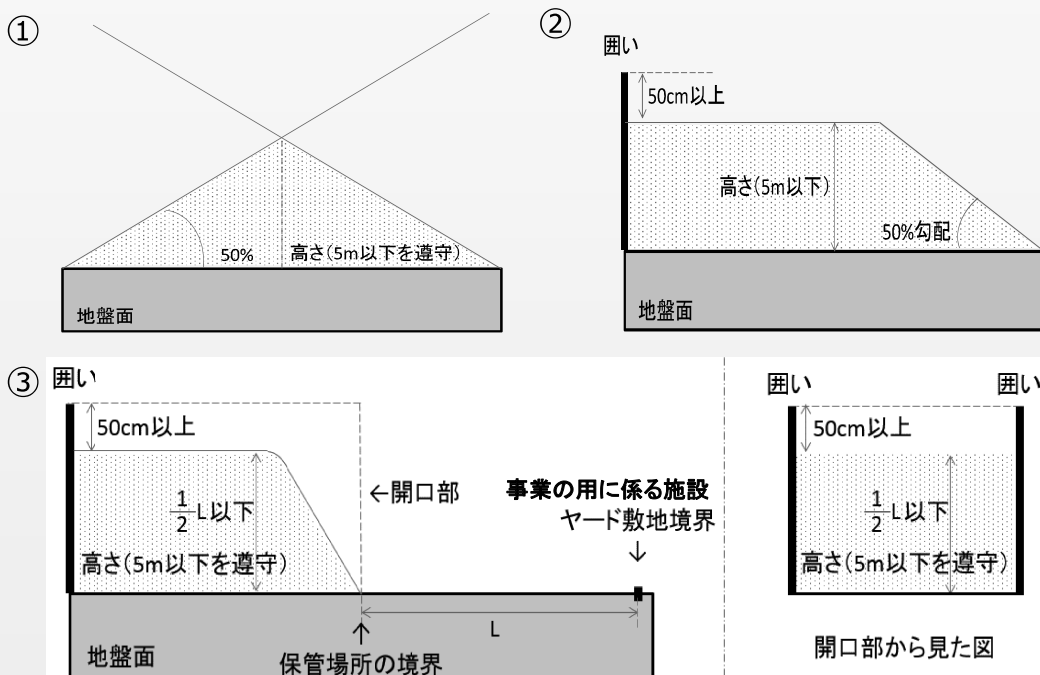 ①
50%
高さ(5m以下を遵守)
地盤面
②
囲い
50cm以上
高さ(5m以下)
50%勾配
地盤面
③
囲い
50cm以上
1/2 L以下
高さ(5m以下を遵守)
←開口部
事業の用に係る施設
ヤード敷地境界
↓
L
地盤面
↑
保管場所の境界
囲い
囲い
50cm以上
1/2 L以下
高さ(5m以下を遵守)
開口部から見た図